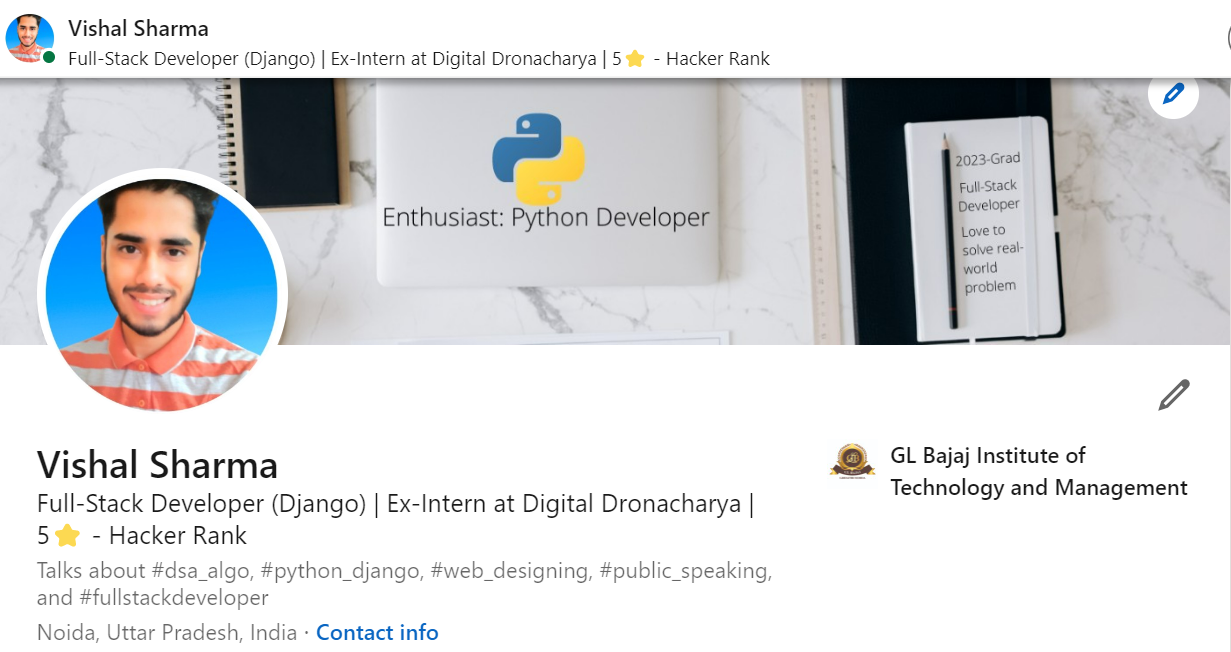 Vishal Sharma
Full-Stack Developer (Django) | Ex-Intern at Digital Dronacharya | 5⭐ - Hacker Rank
Enthusiast: Python Developer
2023-Grad
Full-Stack
Developer
Love to
solve real-
world
problem
Vishal Sharma
Full-Stack Developer (Django) | Ex-Intern at Digital Dronacharya |
5⭐ - Hacker Rank
Talks about #dsa_algo, #python_django, #web_designing, #public_speaking,
and #fullstackdeveloper
Noida, Uttar Pradesh, India · Contact info
GL Bajaj Institute of
Technology and Management